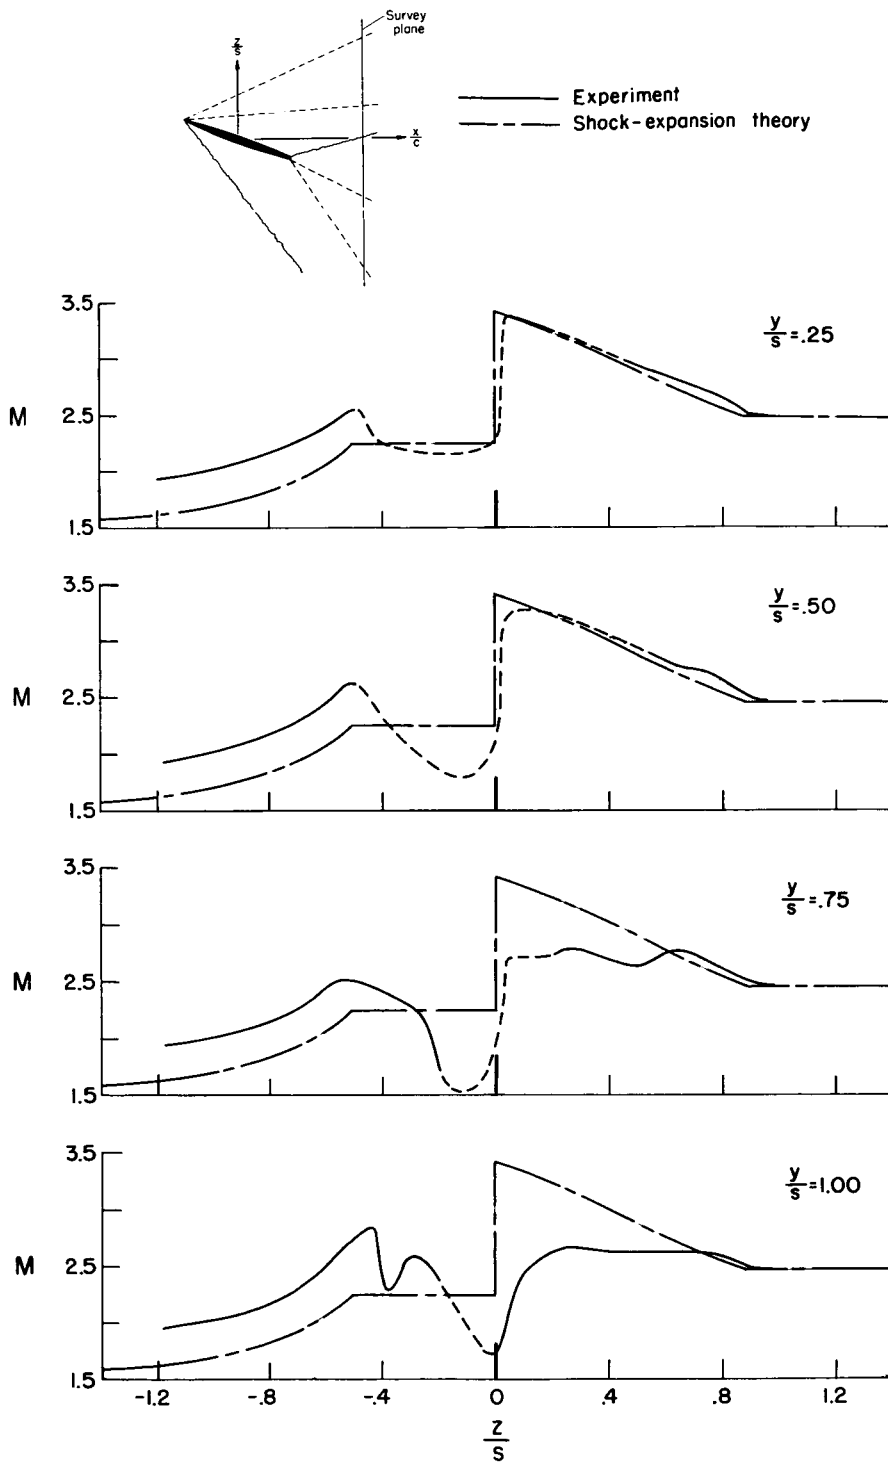 Survey
plane
z/s
x/c
Experiment
Shock-expansion theory
3.5
y/s =.25
M
2.5
1.5
3.5
y/s =.50
M
2.5
1.5
3.5
y/s =.75
M
2.5
1.5
3.5
y/s =1.00
M
2.5
1.5
-1.2 -.8 -.4 0 .4 .8 1.2
z/s